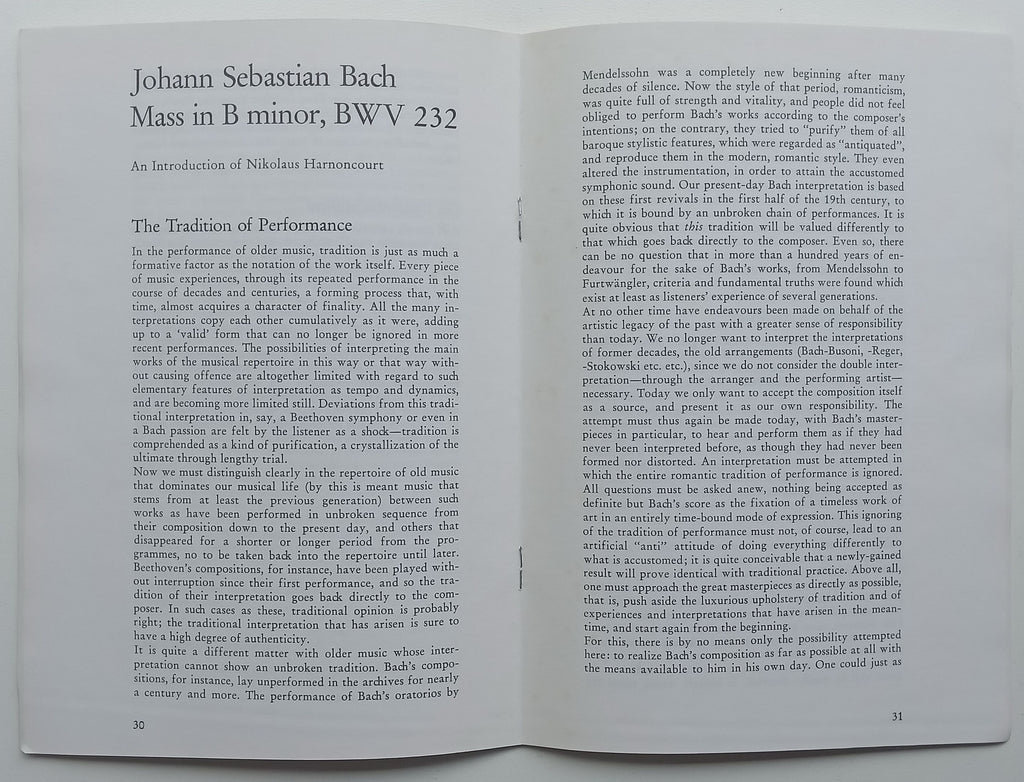 Johann Sebastian Bach
Mass in B minor, BWV 232
An Introduction of Nikolaus Harnoncourt
The Tradition of Performance
In the performance of older music, tradition is just as much a
formative factor as the notation of the work itself. Every piece
of music experiences, through its repeated performance in the
course of decades and centuries, a forming process that, with
time, almost acquires a character of finality. All the many in-
terpretations copy each other cumulatively as it were, adding
up to a ‘valid’ form that can no longer be ignored in more
recent performances. The possibilities of interpreting the main
works of the musical repertoire in this way or that way with-
out causing offence are altogether limited with regard to such
elementary features of interpretation as tempo and dynamics,
and are becoming more limited still. Deviations from this tradi-
tional interpretation in, say, a Beethoven symphony or even in
a Bach passion are felt by the listener as a shock—tradition is
comprehended as a kind of purification, a crystallization of the
ultimate through lengthy trial.
Now we must distinguish clearly in the repertoire of old music
that dominates our musical life (by this is meant music that
stems from at least the previous generation) between such
works as have been performed in unbroken sequence from
their composition down to the present day, and others that
disappeared for a shorter or longer period from the pro-
grammes, no to be taken back into the repertoire until later.
Beethoven’s compositions, for instance, have been played with-
out interruption since their first performance, and so the tra-
dition of their interpretation goes back directly to the com-
poser. In such cases as these, traditional opinion is probably
right; the traditional interpretation that has arisen is sure to
have a high degree of authenticity.
It is quite a different matter with older music whose inter-
pretation cannot show an unbroken tradition. Bach’s compo-
sitions, for instance, lay unperformed in the archives for nearly
a century and more. The performance of Bach’s oratorios by
30
Mendelssohn was a completely new beginning after many
decades of silence. Now the style of that period, romanticism,
was quite full of strength and vitality, and people did not feel
obliged to perform Bach’s works according to the composer’s
intentions; on the contrary, they tried to “purify” them of all
baroque stylistic features, which were regarded as “antiquated”,
and reproduce them in the modern, romantic style. They even
altered the instrumentation, in order to attain the accustomed
symphonic sound. Our present-day Bach interpretation is based
on these first revivals in the first half of the 19th century, to
which it is bound by an unbroken chain of performances. It is
quite obvious that this tradition will be valued differently to
that which goes back directly to the composer. Even so, there
can be no question that in more than a hundred years of en-
deavour for the sake of Bach’s works, from Mendelssohn to
Furtwängler, criteria and fundamental truths were found which
exist at least as listeners’ experience of several generations.
At no other time have endeavours been made on behalf of the
artistic legacy of the past with a greater sense of responsibility
than today. We no longer want to interpret the interpretations
of former decades, the old arrangements (Bach-Busoni, -Reger,
-Stokowski etc. etc.), since we do not consider the double inter-
pretation—through the arranger and the performing artist—
necessary. Today we only want to accept the composition itself
as a source, and present it as our own responsibility. The
attempt must thus again be made today, with Bach’s master-
pieces in particular, to hear and perform them as if they had
never been interpreted before, as though they had never been
formed nor distorted. An interpretation must be attempted in
which the entire romantic tradition of performance is ignored.
All questions must be asked anew, nothing being accepted as
definite but Bach’s score as the fixation of a timeless work of
art in an entirely time-bound mode of expression. This ignoring
of the tradition of performance must not, of course, lead to an
artificial “anti” attitude of doing everything differently to
what is accustomed; it is quite conceivable that a newly-gained
result will prove identical with traditional practice. Above all,
one must approach the great masterpieces as directly as possible,
that is, push aside the luxurious upholstery of tradition and of
experiences and interpretations that have arisen in the mean-
time, and start again from the beginning.
For this, there is by no means only the possibility attempted
here: to realize Bach’s composition as far as possible at all with
the means available to him in his own day. One could just as
31